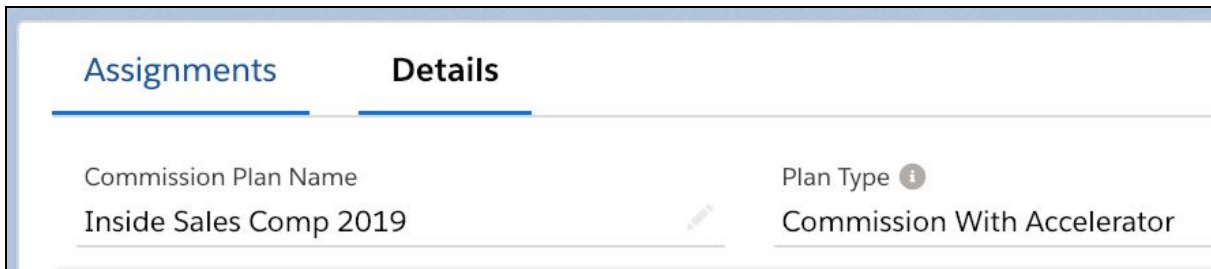 Assignments Details
Commission Plan Name Plan Type
Inside Sales Comp 2019 Commission With Accelerator